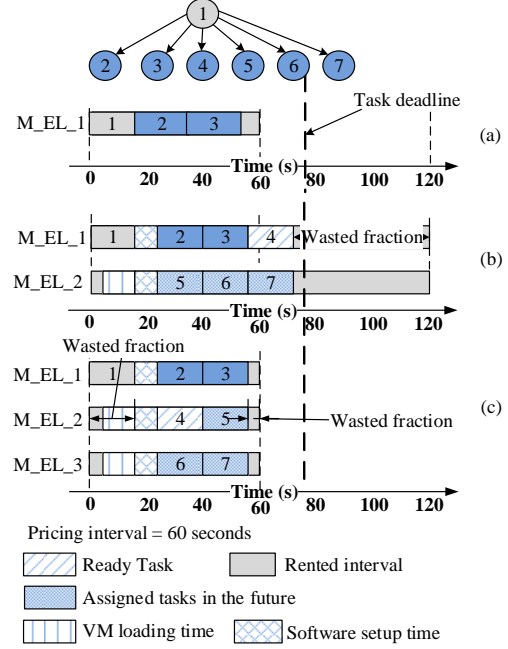 1
2 3 4 5 6 7
Task deadline
M_EL_1 1 2 3
(a)
Time (s)
0 20 40 60 80 100 120
M_EL_1 1 2 3 4 Wasted fraction
(b)
M_EL_2 5 6 7
Time (s)
0 20 40 60 80 100 120
Wasted fraction
M_EL_1 1 2 3
M_EL_2 4 5 Wasted fraction
(c)
M_EL_3 6 7
Time (s)
0 20 40 60 80 100 120
Pricing interval = 60 seconds
Ready Task Rented interval
Assigned tasks in the future
VM loading time Software setup time